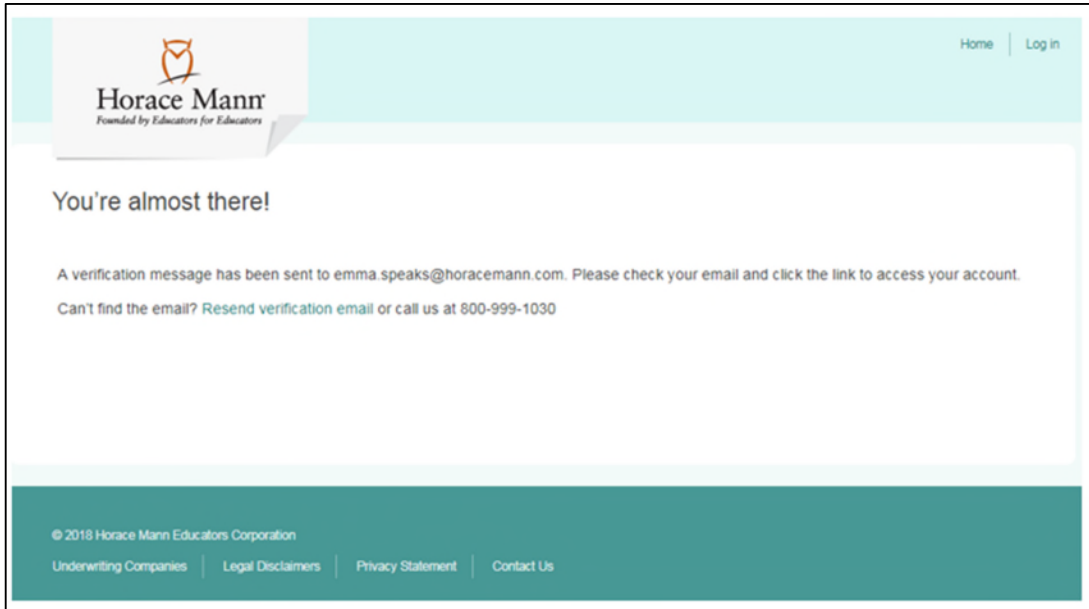 Home Log in
Horace Mann
Founded by Educators for Educators
You're almost there!
A verification message has been sent to emma.speaks@horacemann.com. Please check your email and click the link to access your account.
Can't find the email? Resend verification email or call us at 800-999-1030
© 2018 Horace Mann Educators Corporation
Underwriting Companies Legal Disclaimers Privacy Statement Contact Us